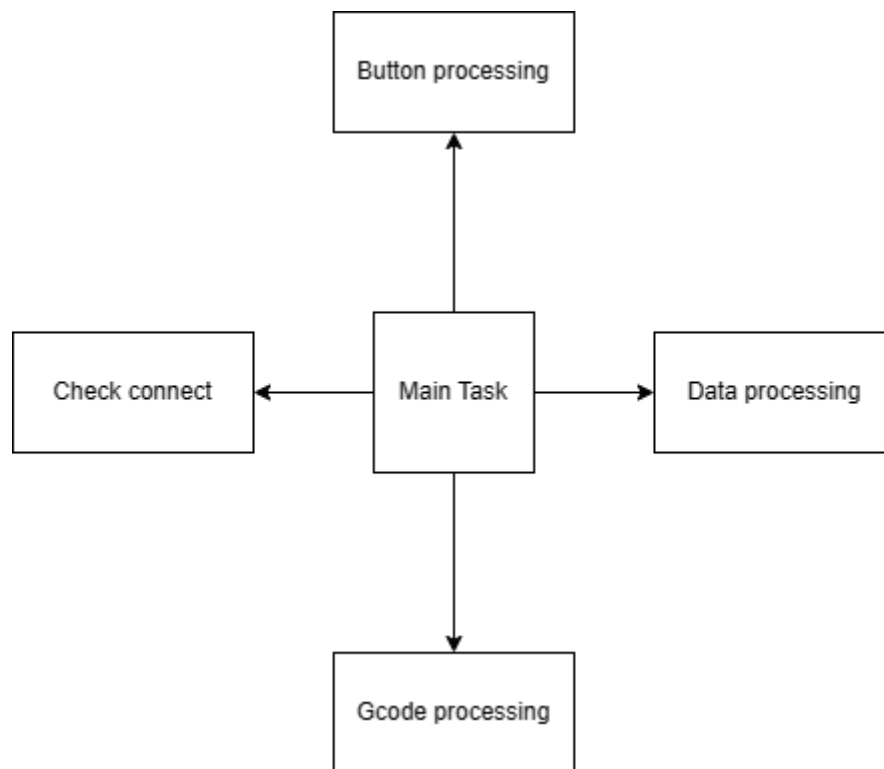 Button processing
Check connect
Main Task
Data processing
Gcode processing